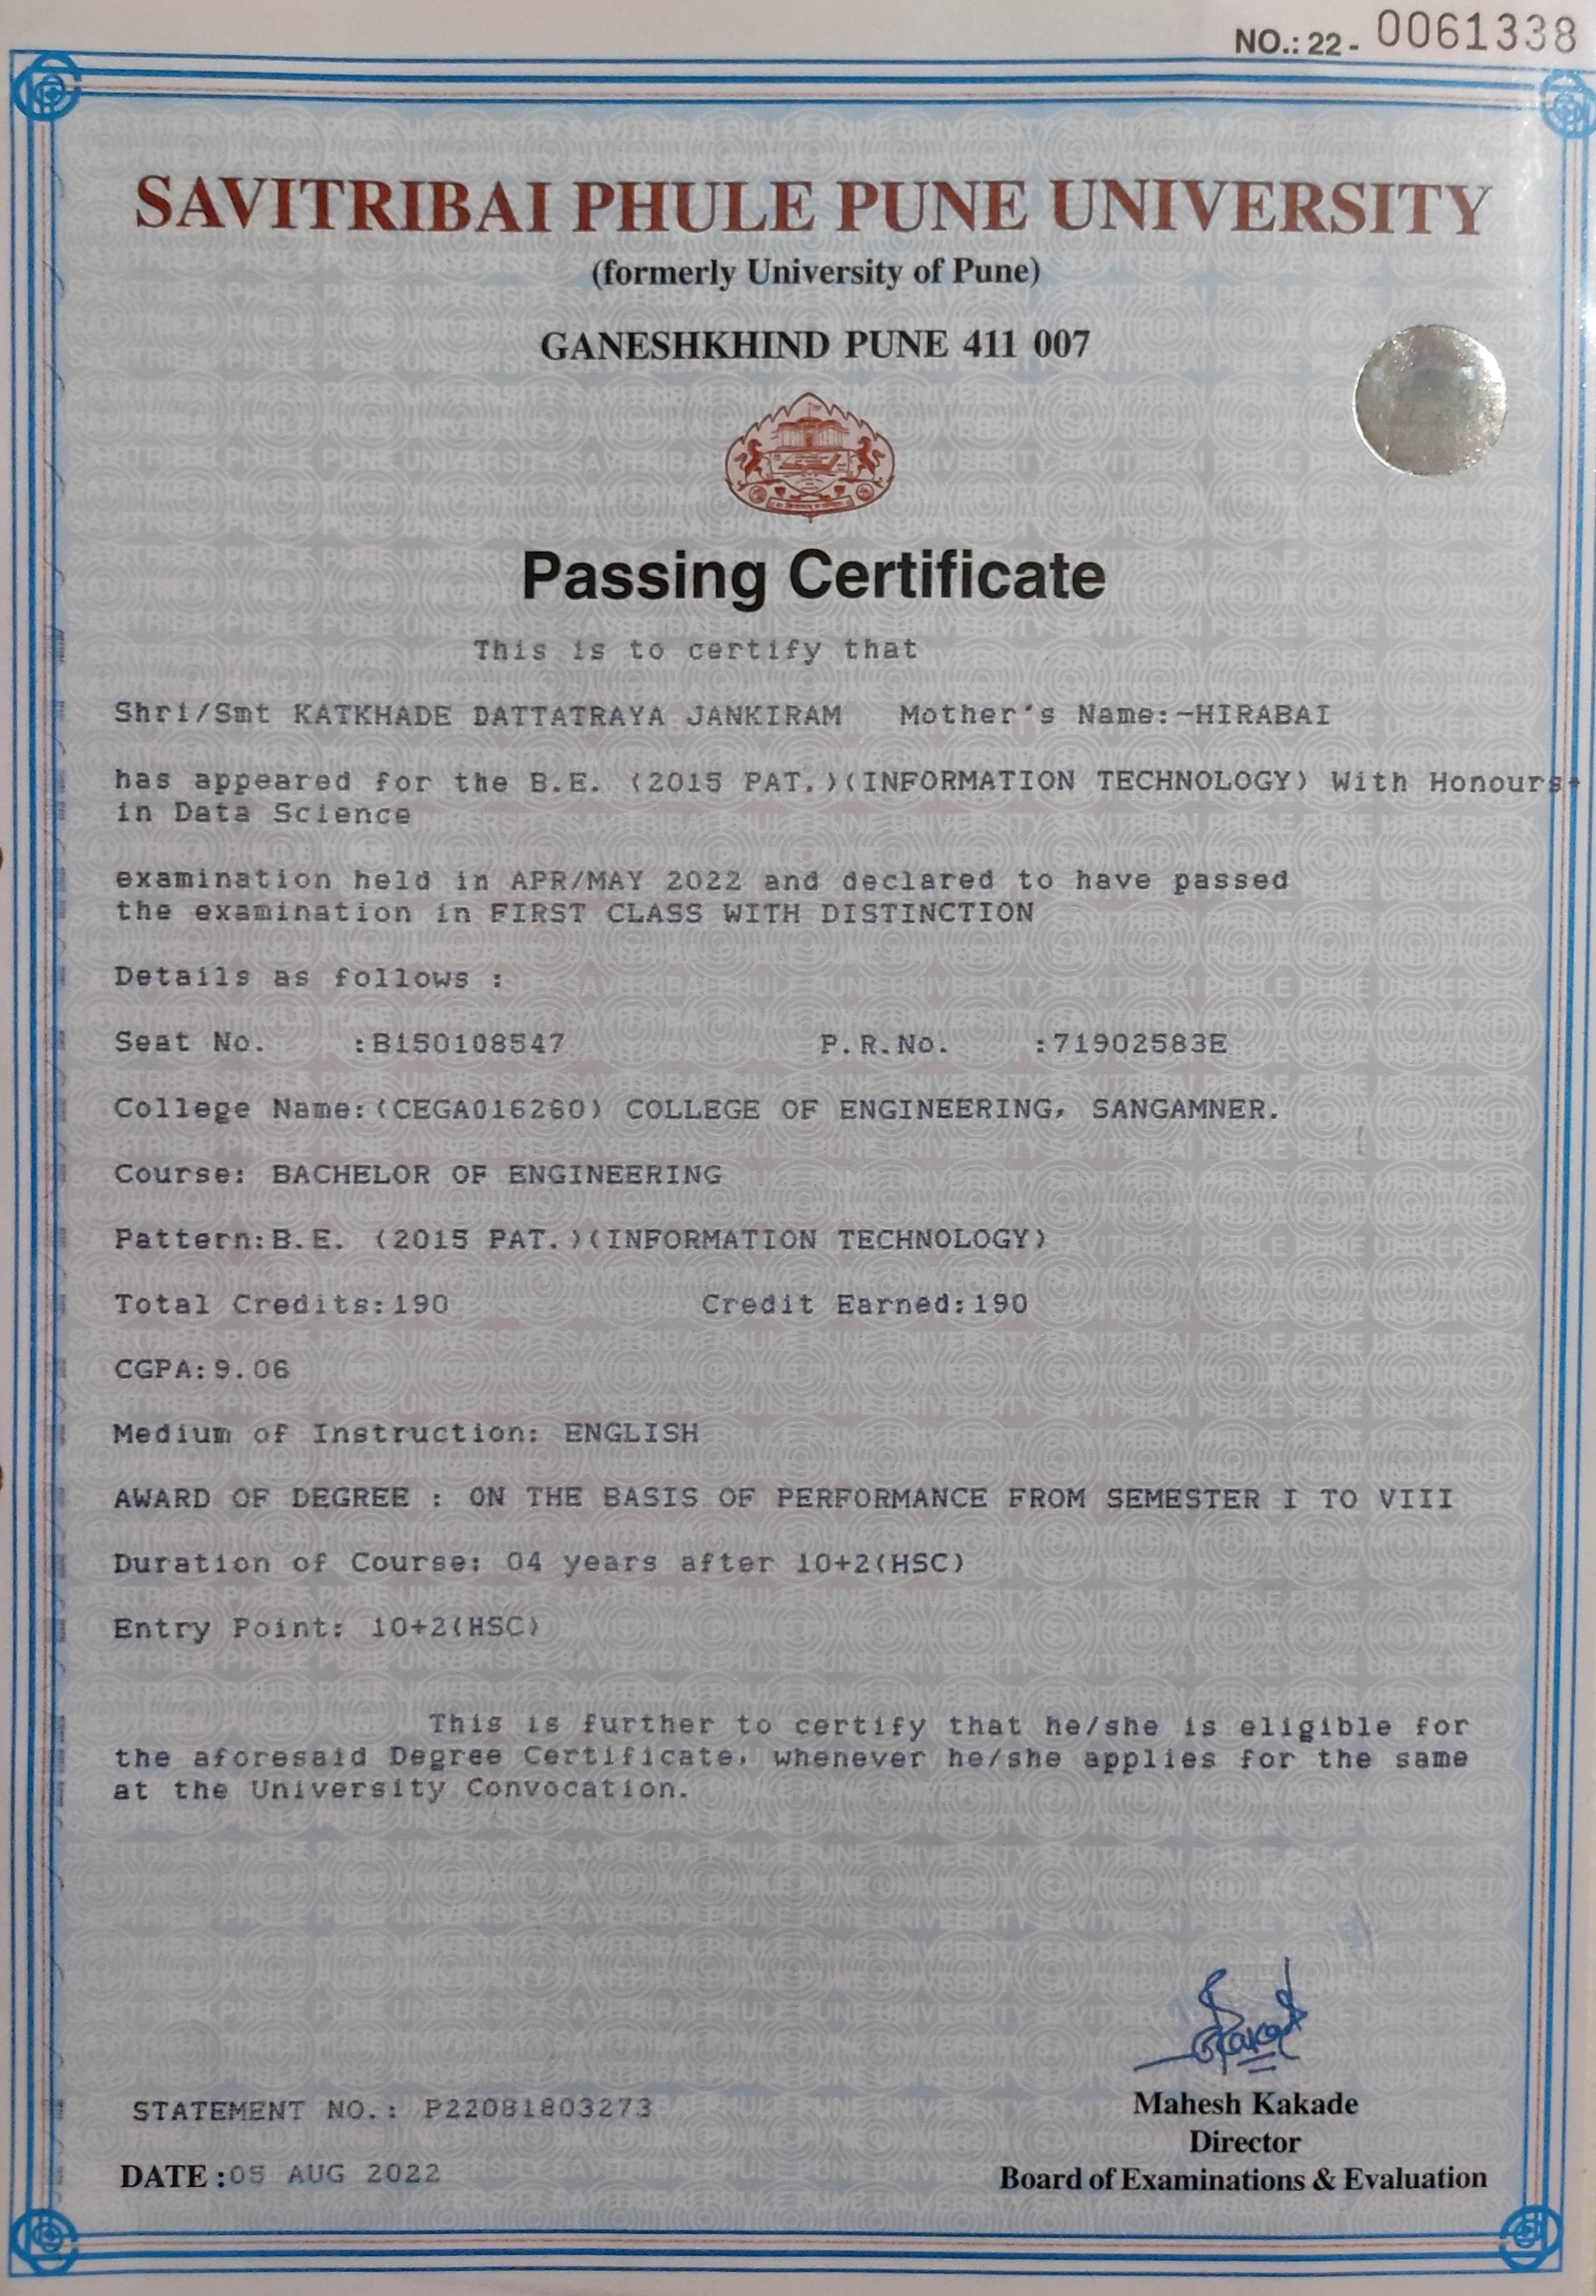 NO.: 22 - 0061338
SAVITRIBAI PHULE PUNE UNIVERSITY
(formerly University of Pune)
GANESHKHIND PUNE 411 007
Passing Certificate
This is to certify that
Shri/Smt KATKHADE DATTATRAYA JANKIRAM Mother's Name:-HIRABAI
has appeared for the B.E. (2015 PAT.)(INFORMATION TECHNOLOGY) With Honours
in Data Science
examination held in APR/MAY 2022 and declared to have passed
the examination in FIRST CLASS WITH DISTINCTION
Details as follows :
Seat No. :B150108547 P.R.No. :71902583E
College Name:(CEGA016260) COLLEGE OF ENGINEERING, SANGAMNER.
Course: BACHELOR OF ENGINEERING
Pattern:B.E. (2015 PAT.)(INFORMATION TECHNOLOGY)
Total Credits:190 Credit Earned:190
CGPA:9.06
Medium of Instruction: ENGLISH
AWARD OF DEGREE : ON THE BASIS OF PERFORMANCE FROM SEMESTER I TO VIII
Duration of Course: 04 years after 10+2(HSC)
Entry Point: 10+2(HSC)
This is further to certify that he/she is eligible for
the aforesaid Degree Certificate, whenever he/she applies for the same
at the University Convocation.
STATEMENT NO.: P22081803273
Mahesh Kakade
Director
DATE :05 AUG 2022
Board of Examinations & Evaluation